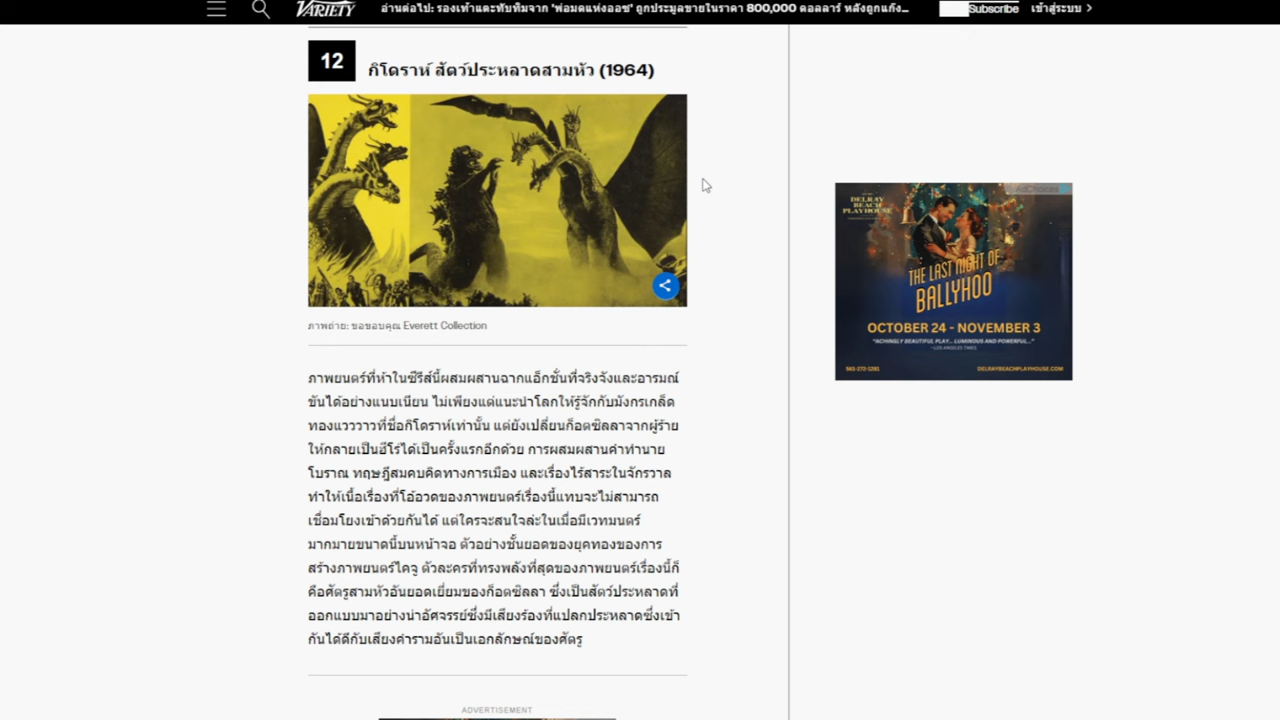 VARIETY
อ่านต่อไป: รองเท้าแตะทับทิมจาก 'พ่อมดแห่งออซ' ถูกประมูลขายในราคา 800,000 ดอลลาร์ หลังถูกแก๊ง...
Subscribe
เข้าสู่ระบบ
12
กิโดราห์ สัตว์ประหลาดสามหัว (1964)
ภาพถ่าย: ขอขอบคุณ Everett Collection
ภาพยนตร์ที่ห้าในซีรีส์นี้ผสมผสานฉากแอ็กชั่นที่จริงจังและอารมณ์
ขันได้อย่างแนบเนียน ไม่เพียงแต่แนะนำโลกให้รู้จักกับมังกรเกล็ด
ทองแวววาวที่ชื่อกิโดราห์เท่านั้น แต่ยังเปลี่ยนก็อตซิลลาจากผู้ร้าย
ให้กลายเป็นฮีโร่ได้เป็นครั้งแรกอีกด้วย การผสมผสานคำทำนาย
โบราณ ทฤษฎีสมคบคิดทางการเมือง และเรื่องไร้สาระในจักรวาล
ทำให้เนื้อเรื่องที่โอ้อวดของภาพยนตร์เรื่องนี้แทบจะไม่สามารถ
เชื่อมโยงเข้าด้วยกันได้ แต่ใครจะสนใจล่ะในเมื่อมีเวทมนตร์
มากมายขนาดนี้บนหน้าจอ ตัวอย่างชั้นยอดของยุคทองของการ
สร้างภาพยนตร์ไคจู ตัวละครที่ทรงพลังที่สุดของภาพยนตร์เรื่องนี้ก็
คือศัตรูสามหัวอันยอดเยี่ยมของก็อตซิลลา ซึ่งเป็นสัตว์ประหลาดที่
ออกแบบมาอย่างน่าอัศจรรย์ซึ่งมีเสียงร้องที่แปลกประหลาดซึ่งเข้า
กันได้ดีกับเสียงคำรามอันเป็นเอกลักษณ์ของศัตรู
ADVERTISEMENT
AdChoices
DELRAY
BEACH
PLAYHOUSE
THE LAST NIGHT OF
BALLYHOO
OCTOBER 24 - NOVEMBER 3
"ACHINGLY BEAUTIFUL, PLAY... LUMINOUS AND POWERFUL..."
–LOS ANGELES TIMES
561-272-1281
DELRAYBEACHPLAYHOUSE.COM